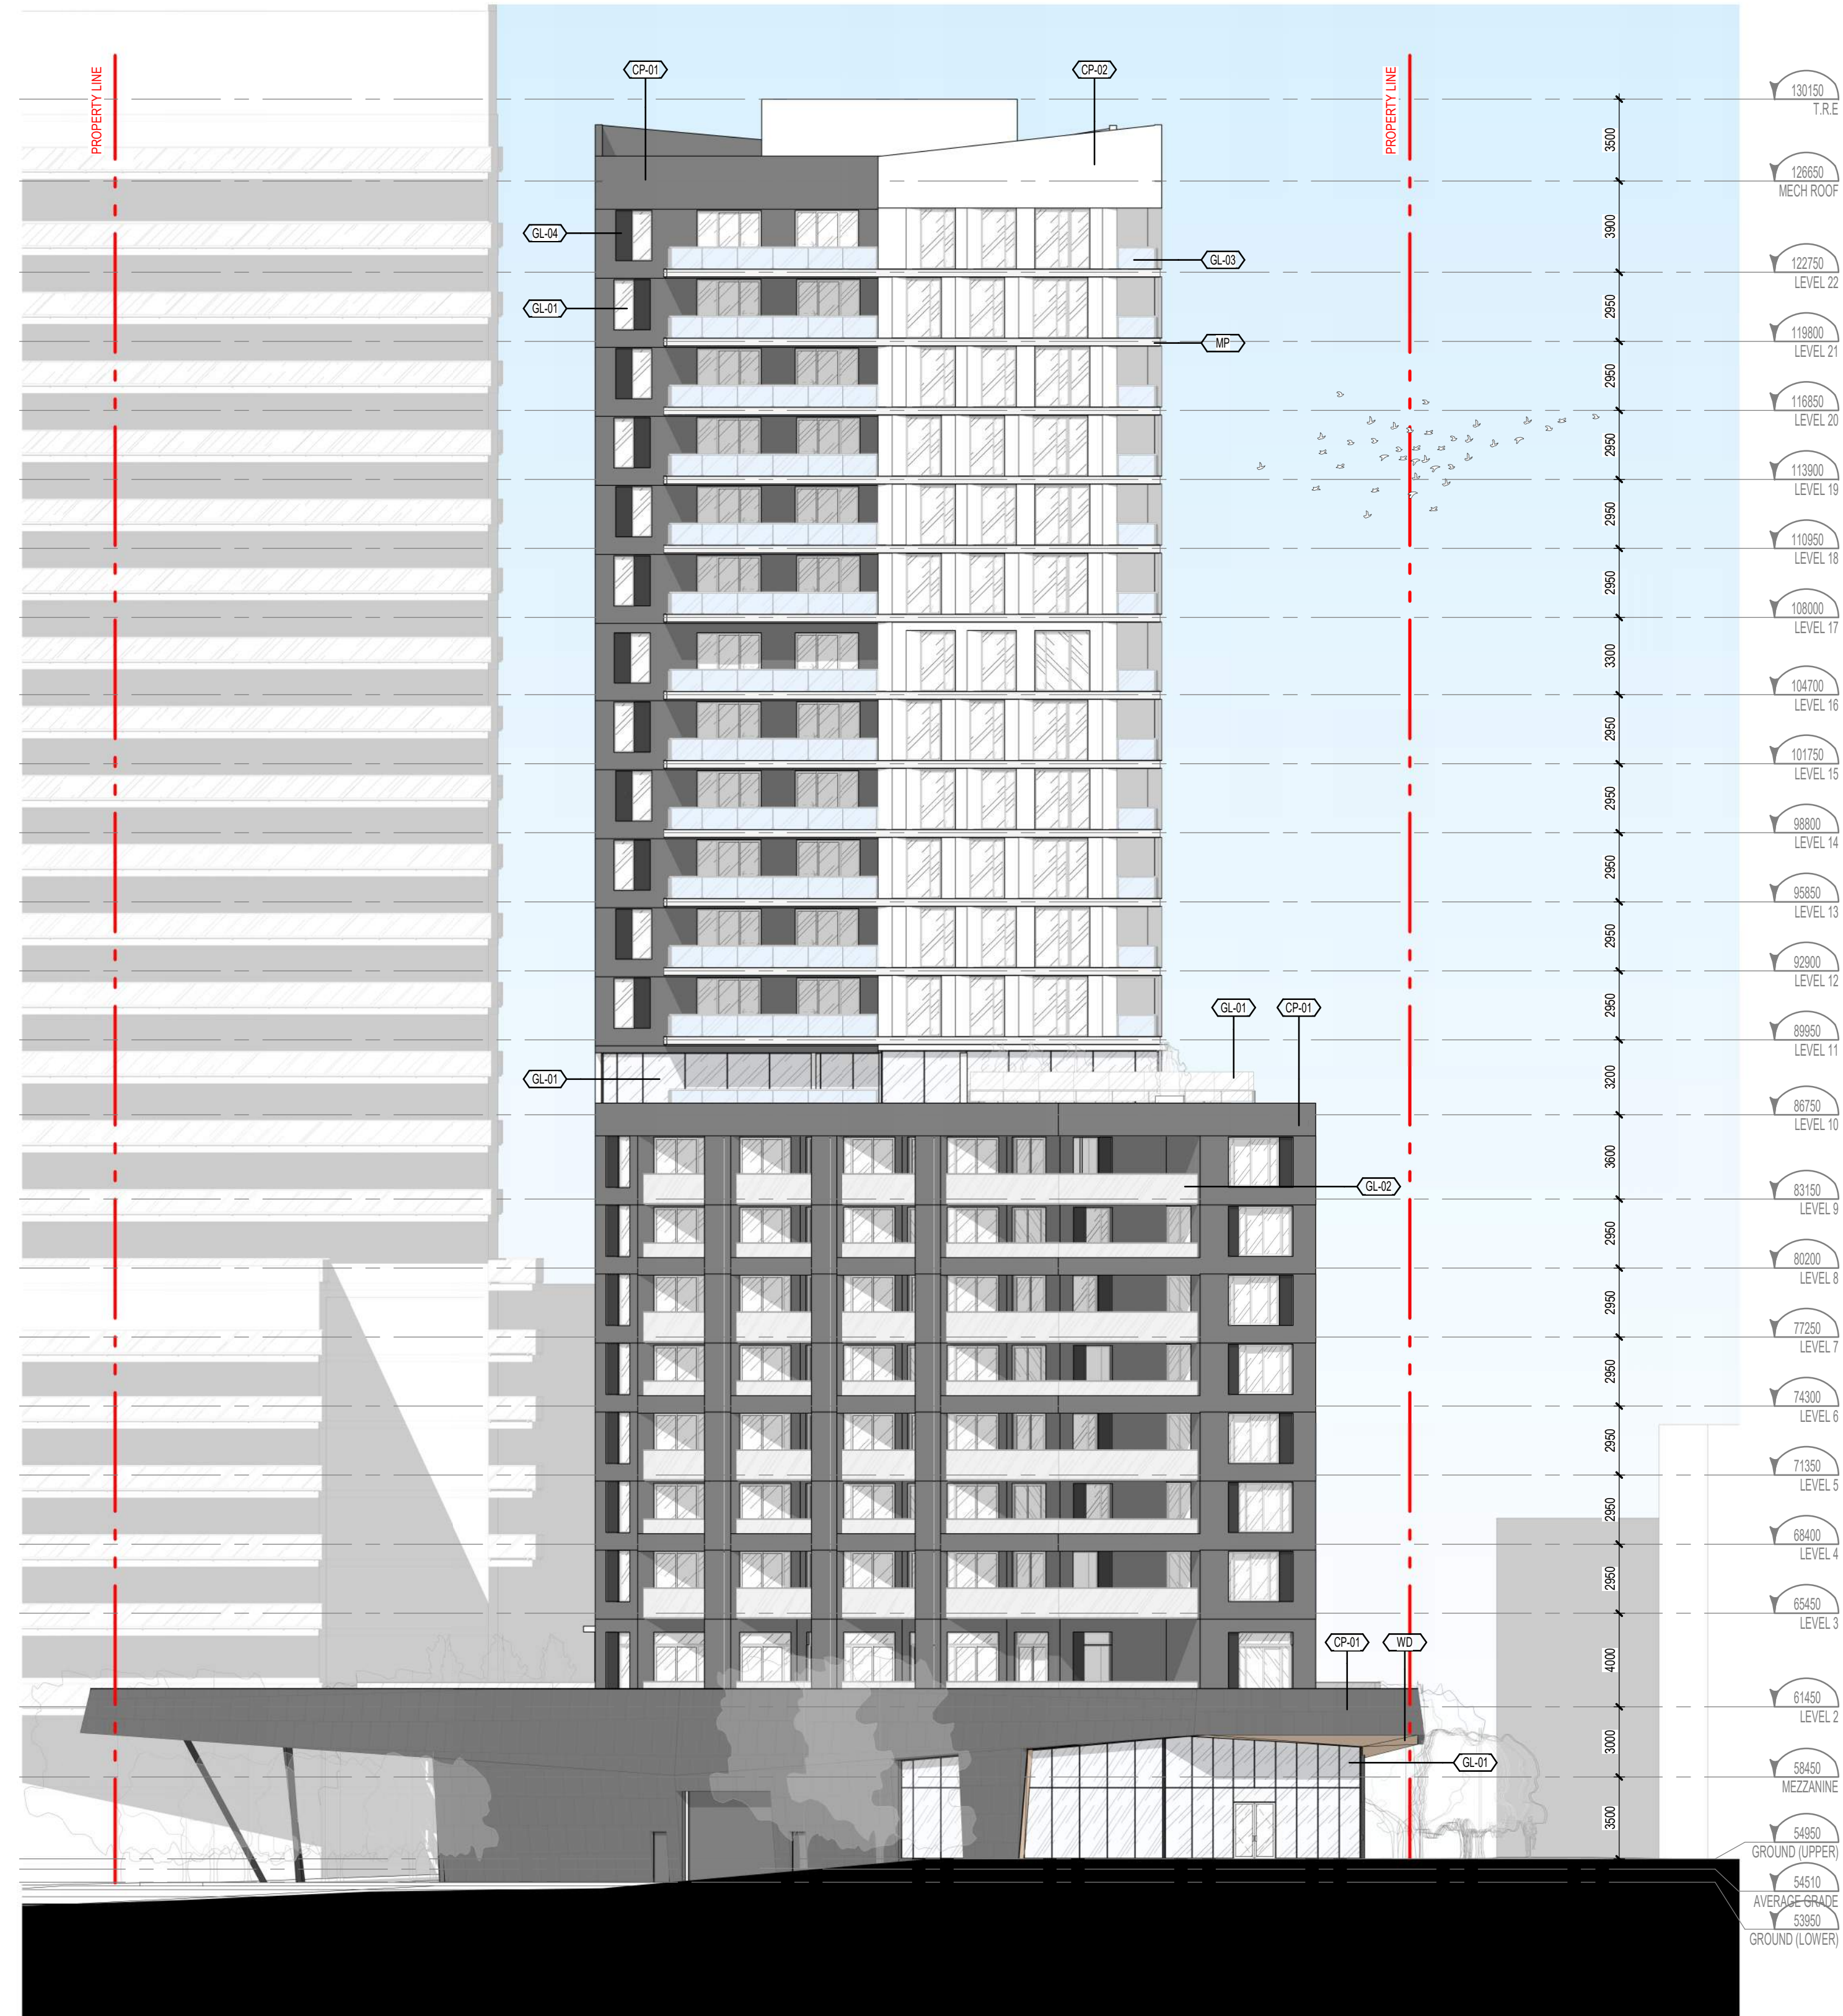 PROPERTY LINE
CP-01
CP-02
PROPERTY LINE
130150
T.R.E
3500
126650
MECH ROOF
GL-04
3900
GL-03
122750
LEVEL 22
GL-01
2950
MP
119800
LEVEL 21
2950
116850
LEVEL 20
2950
113900
LEVEL 19
2950
110950
LEVEL 18
2950
108000
LEVEL 17
3300
104700
LEVEL 16
2950
101750
LEVEL 15
2950
98800
LEVEL 14
2950
95850
LEVEL 13
2950
92900
LEVEL 12
2950
GL-01
CP-01
89950
LEVEL 11
GL-01
3200
86750
LEVEL 10
3600
GL-02
83150
LEVEL 9
2950
80200
LEVEL 8
2950
77250
LEVEL 7
2950
74300
LEVEL 6
2950
71350
LEVEL 5
2950
68400
LEVEL 4
2950
65450
LEVEL 3
CP-01
WD
4000
61450
LEVEL 2
3000
GL-01
58450
MEZZANINE
3500
54950
GROUND (UPPER)
54510
AVERAGE GRADE
53950
GROUND (LOWER)